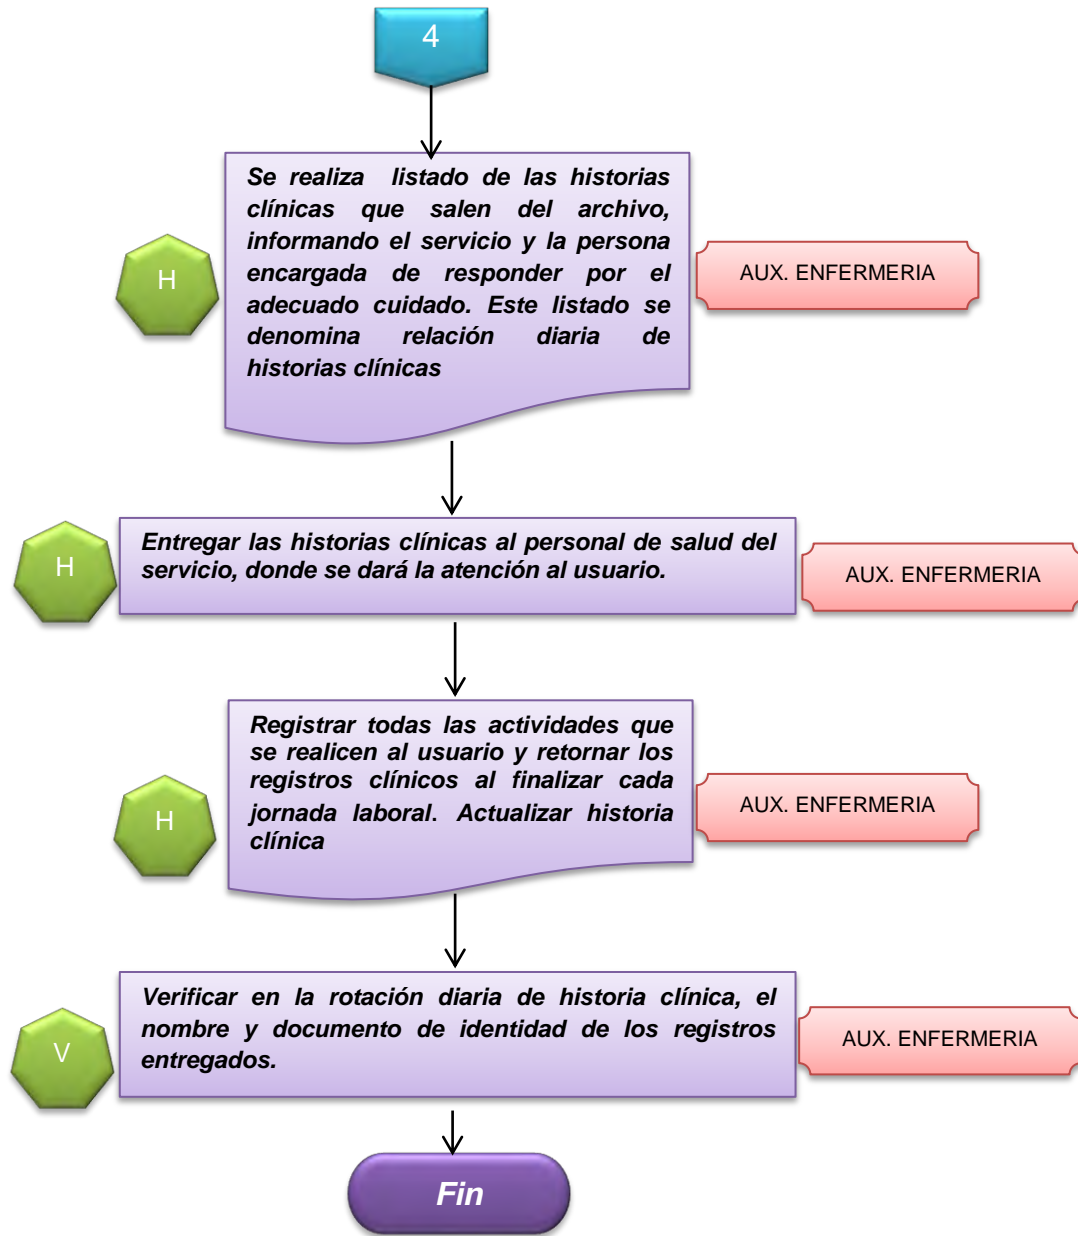 4
Se realiza listado de las historias
clínicas que salen del archivo,
informando el servicio y la persona
encargada de responder por el
adecuado cuidado. Este listado se
denomina relación diaria de
historias clínicas
H
AUX. ENFERMERIA
Entregar las historias clínicas al personal de salud del
servicio, donde se dará la atención al usuario.
H
AUX. ENFERMERIA
Registrar todas las actividades que
se realicen al usuario y retornar los
registros clínicos al finalizar cada
jornada laboral. Actualizar historia
clínica
H
AUX. ENFERMERIA
Verificar en la rotación diaria de historia clínica, el
nombre y documento de identidad de los registros
entregados.
V
AUX. ENFERMERIA
Fin